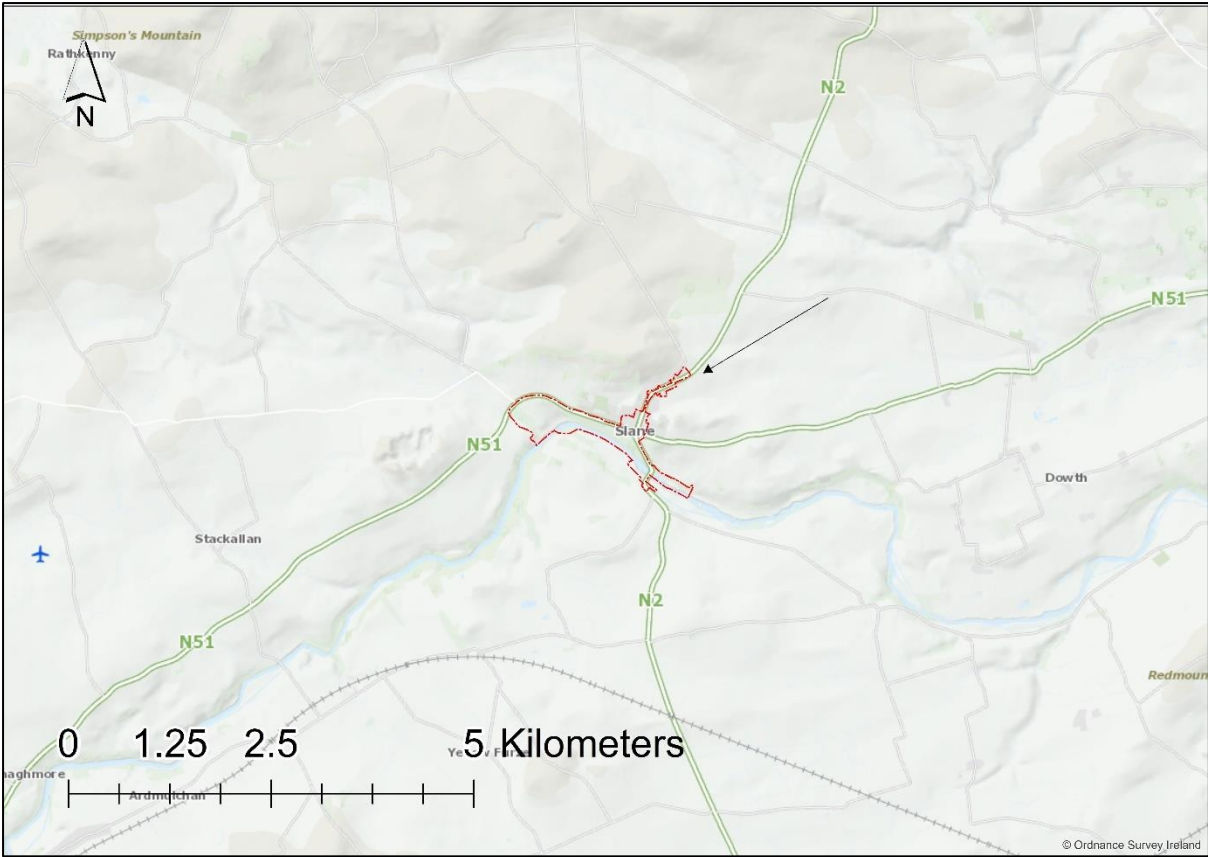 Simpson's Mountain
Rathkenny
N
N2
N51
Slane
N51
Dowth
Stackallan
N2
N51
Redmoun
0 1.25 2.5 5 Kilometers
aghmore
Ardmulchan
© Ordnance Survey Ireland